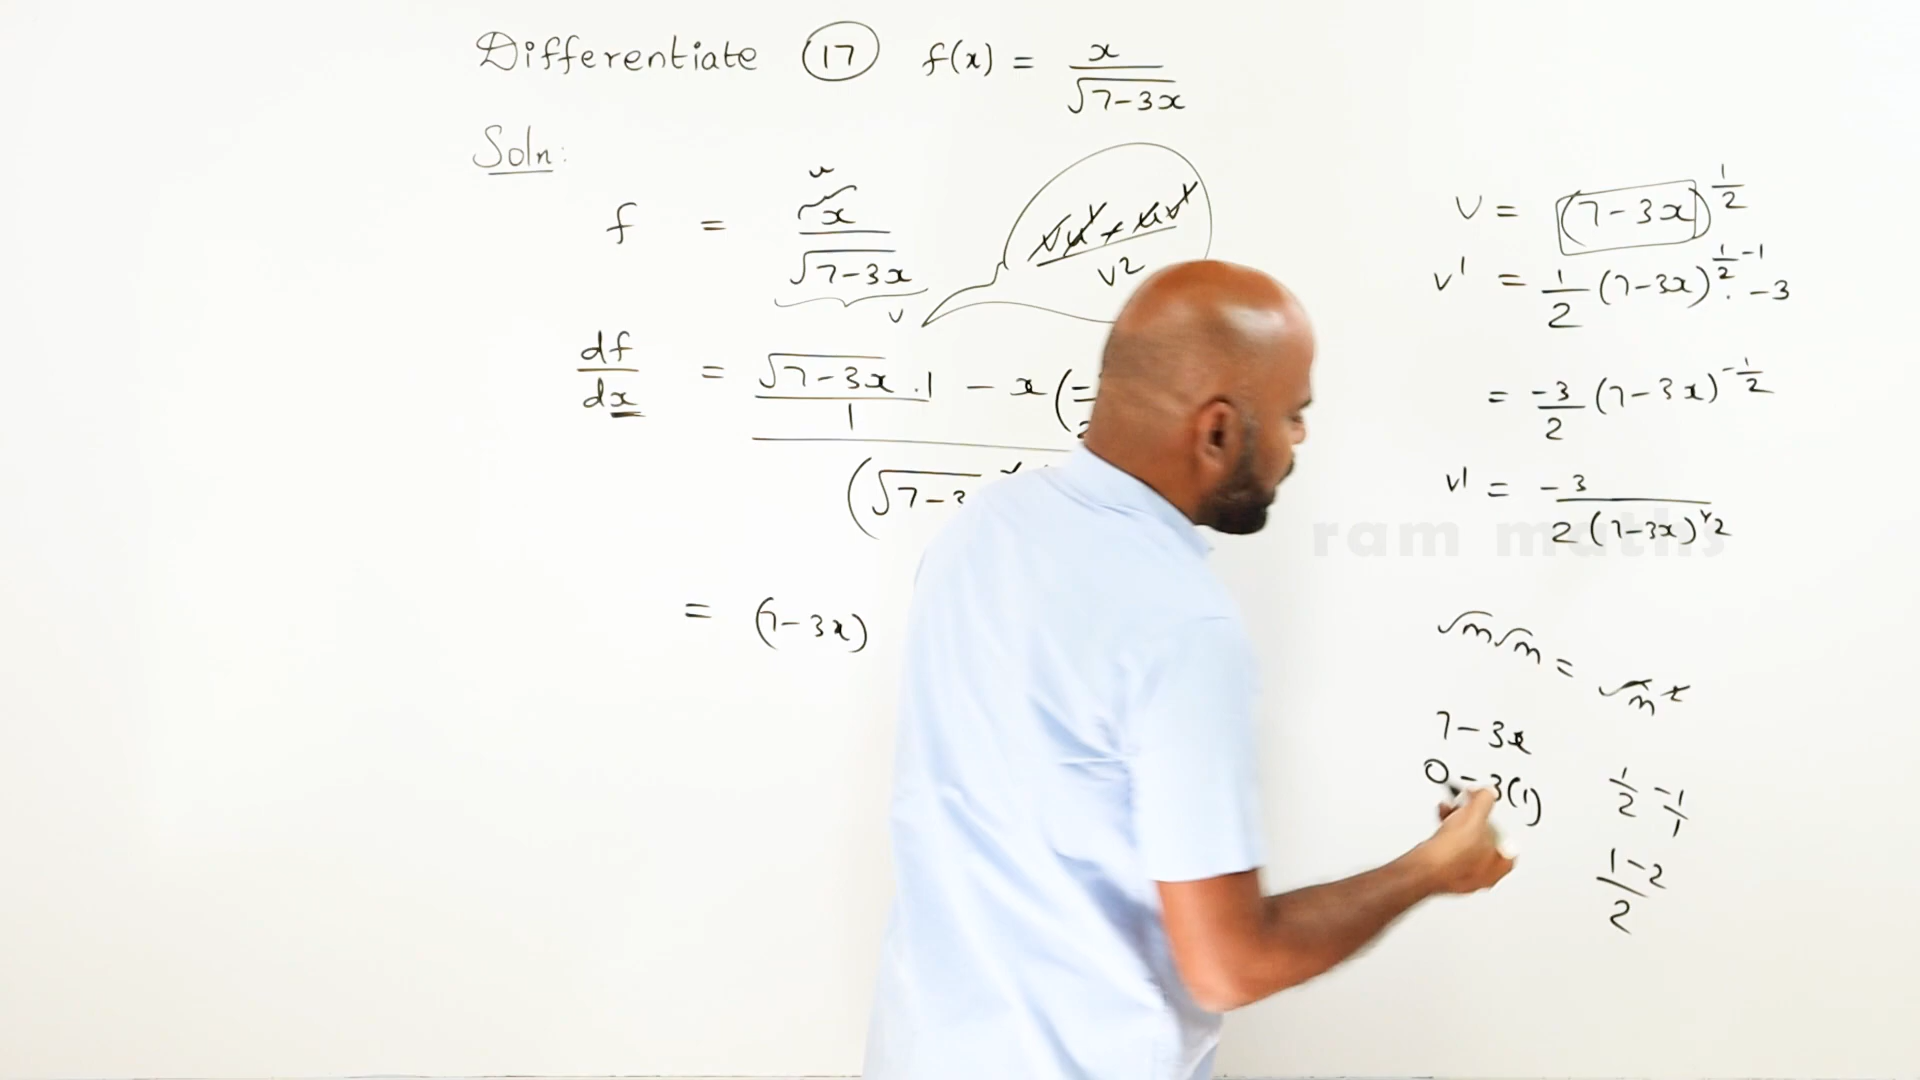 Differentiate 17 f(x) = x / √7-3x
Soln:
f = x / √7-3x
u
v
v2
df / dx = √7-3x . 1 / 1 - x (
(√7-3
= (7-3x)
v = (7-3x)^1/2
v' = 1/2 (7-3x)^1/2-1 . -3
= -3/2 (7-3x)^-1/2
v' = -3 / 2(7-3x)^1/2
ram maths
√m√m = √m²
7-3x
0-3(1)
1/2 - 1/1
1-2 / 2